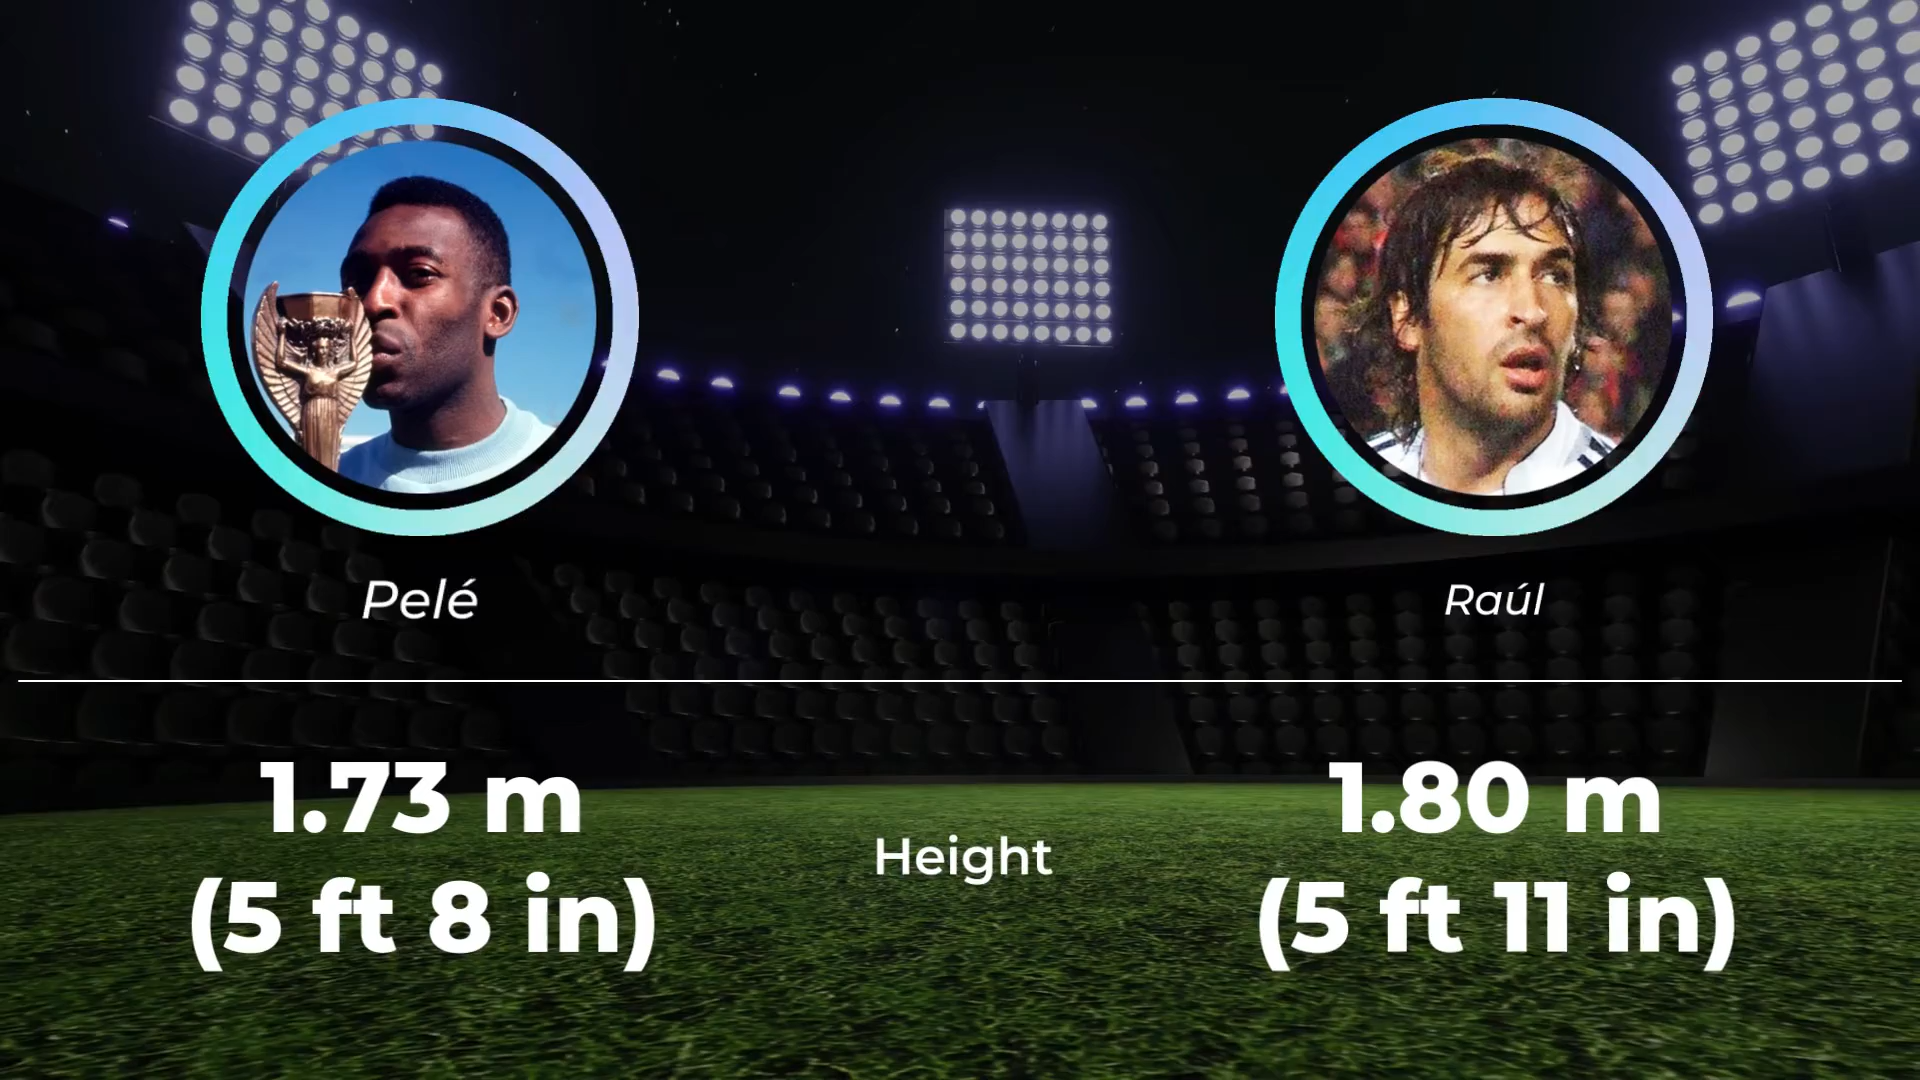 Pelé
Raúl
1.73 m
(5 ft 8 in)
Height
1.80 m
(5 ft 11 in)